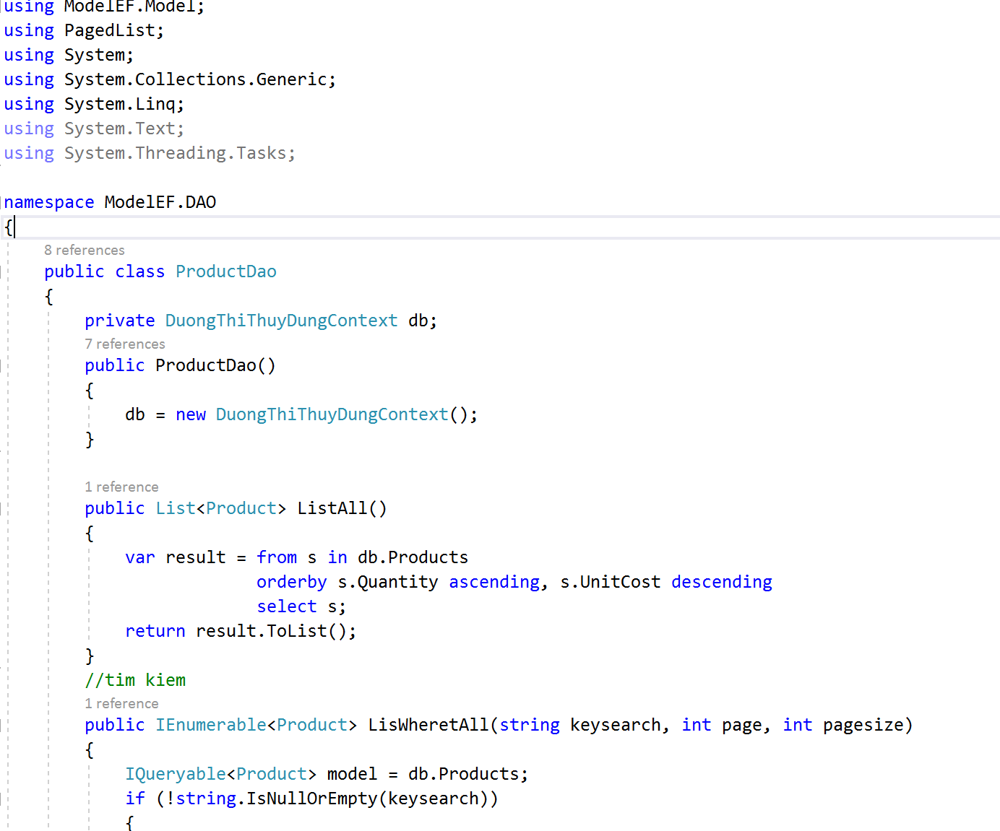 using ModelEF.Model;
using PagedList;
using System;
using System.Collections.Generic;
using System.Linq;
using System.Text;
using System.Threading.Tasks;
namespace ModelEF.DAO
{
8 references
public class ProductDao
{
private DuongThiThuyDungContext db;
7 references
public ProductDao()
{
db = new DuongThiThuyDungContext();
}
1 reference
public List<Product> ListAll()
{
var result = from s in db.Products
orderby s.Quantity ascending, s.UnitCost descending
select s;
return result.ToList();
}
//tim kiem
1 reference
public IEnumerable<Product> LisWheretAll(string keysearch, int page, int pagesize)
{
IQueryable<Product> model = db.Products;
if (!string.IsNullOrEmpty(keysearch))
{